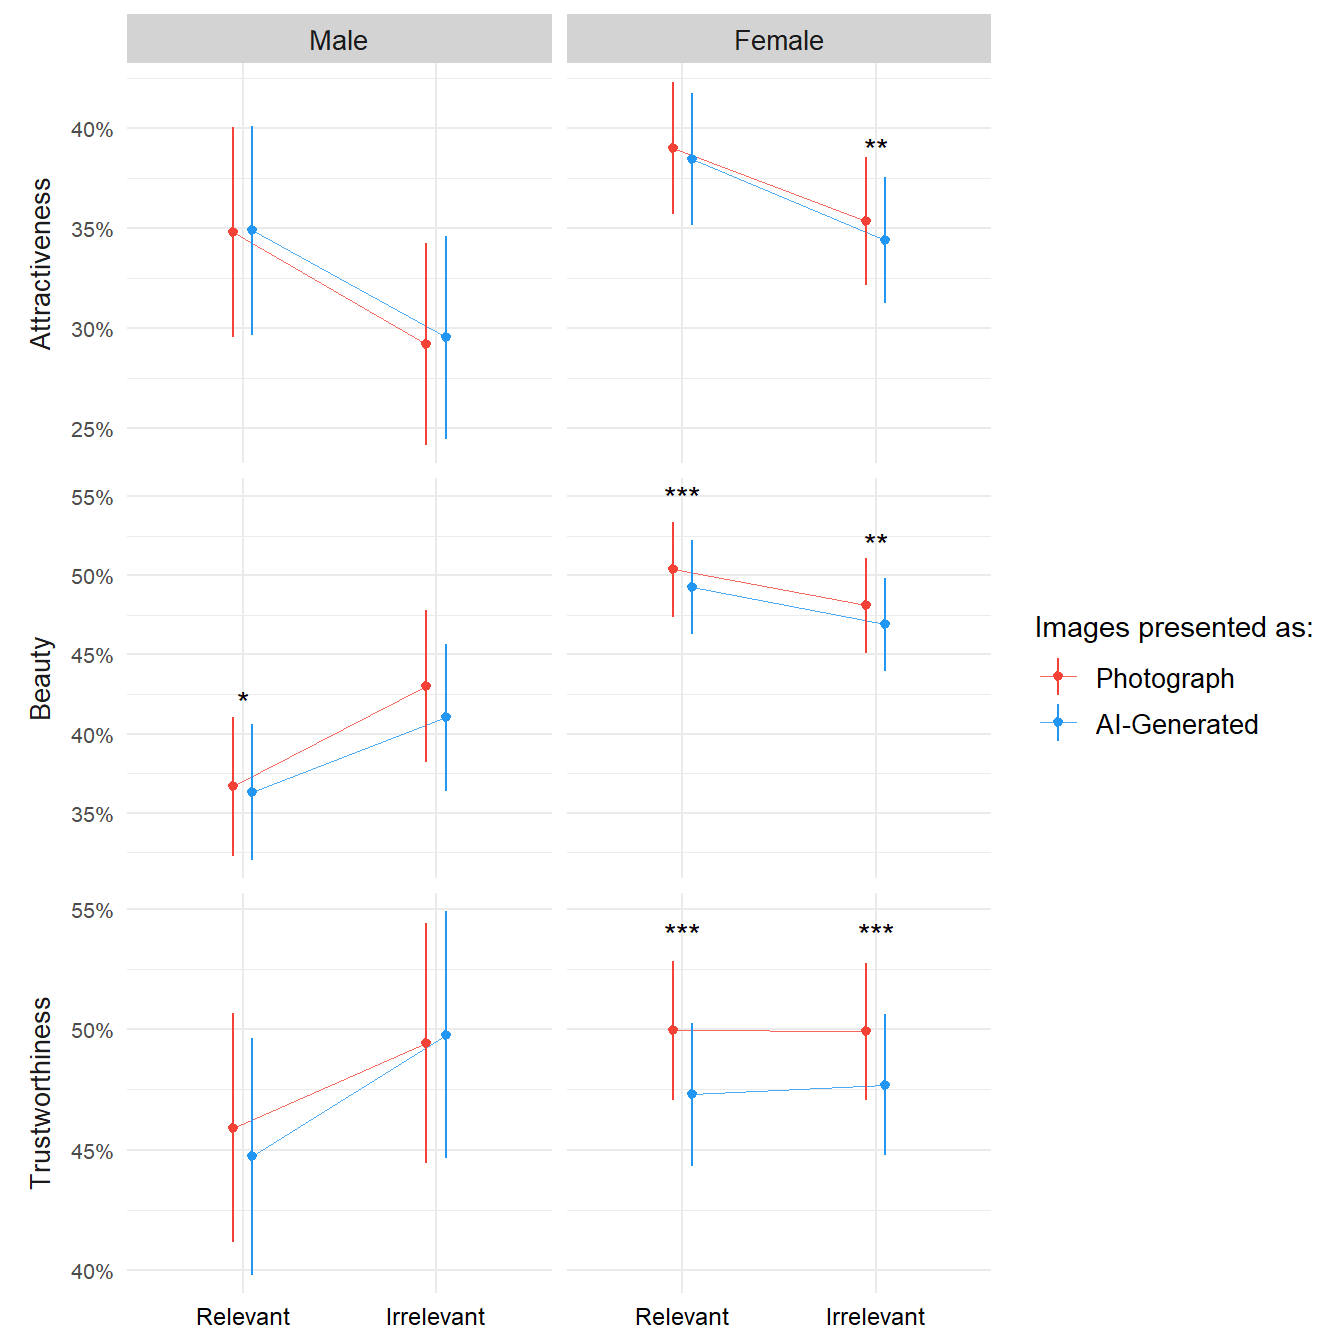 Male
Female
Attractiveness
40%
35%
30%
25%
**
Beauty
55%
50%
45%
40%
35%
*
***
**
Trustworthiness
55%
50%
45%
40%
***
***
Relevant
Irrelevant
Relevant
Irrelevant
Images presented as:
Photograph
AI-Generated